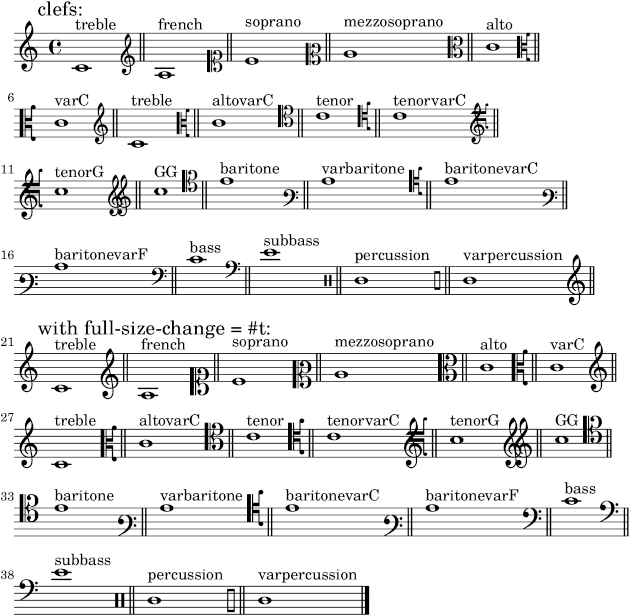 clefs:
treble french soprano mezzosoprano alto
6
varC treble altovarC tenor tenorvarC
11
tenorG GG baritone varbaritone baritonevarC
16
baritonevarF bass subbass percussion varpercussion
with full-size-change = #t:
21
treble french soprano mezzosoprano alto varC
27
treble altovarC tenor tenorvarC tenorG GG
33
baritone varbaritone baritonevarC baritonevarF bass
38
subbass percussion varpercussion